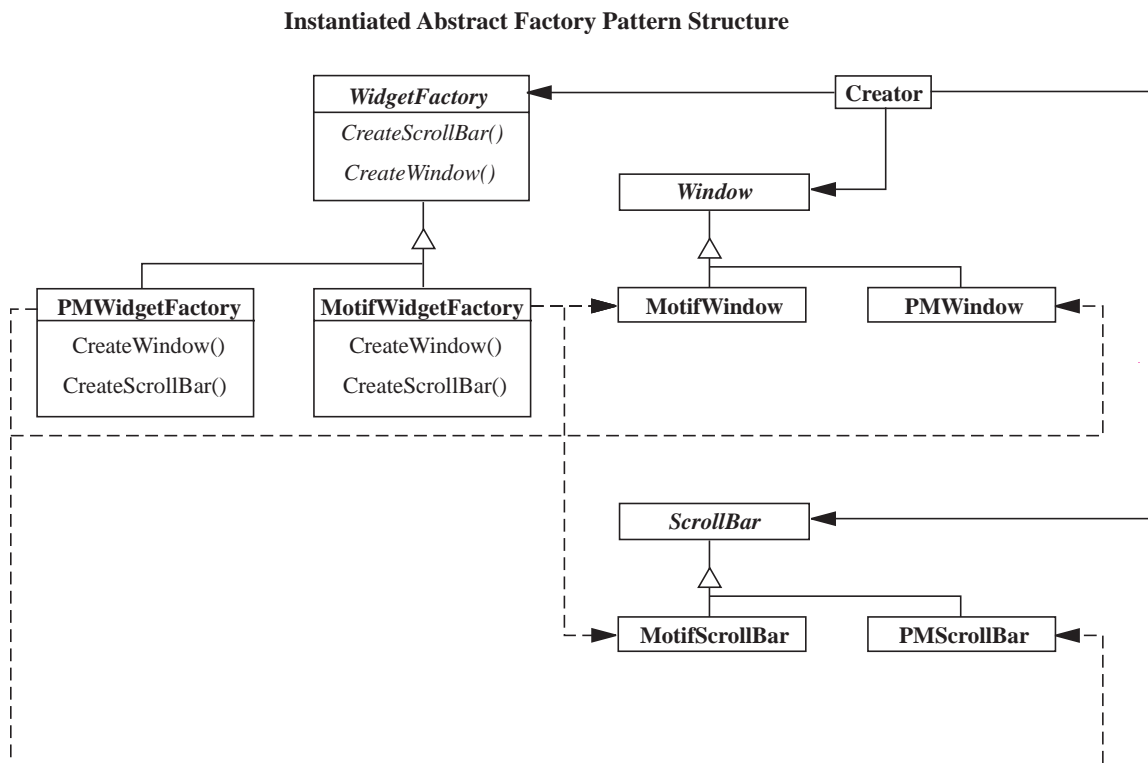 Instantiated Abstract Factory Pattern Structure
WidgetFactory
CreateScrollBar()
CreateWindow()
Creator
Window
PMWidgetFactory
CreateWindow()
CreateScrollBar()
MotifWidgetFactory
CreateWindow()
CreateScrollBar()
MotifWindow
PMWindow
ScrollBar
MotifScrollBar
PMScrollBar